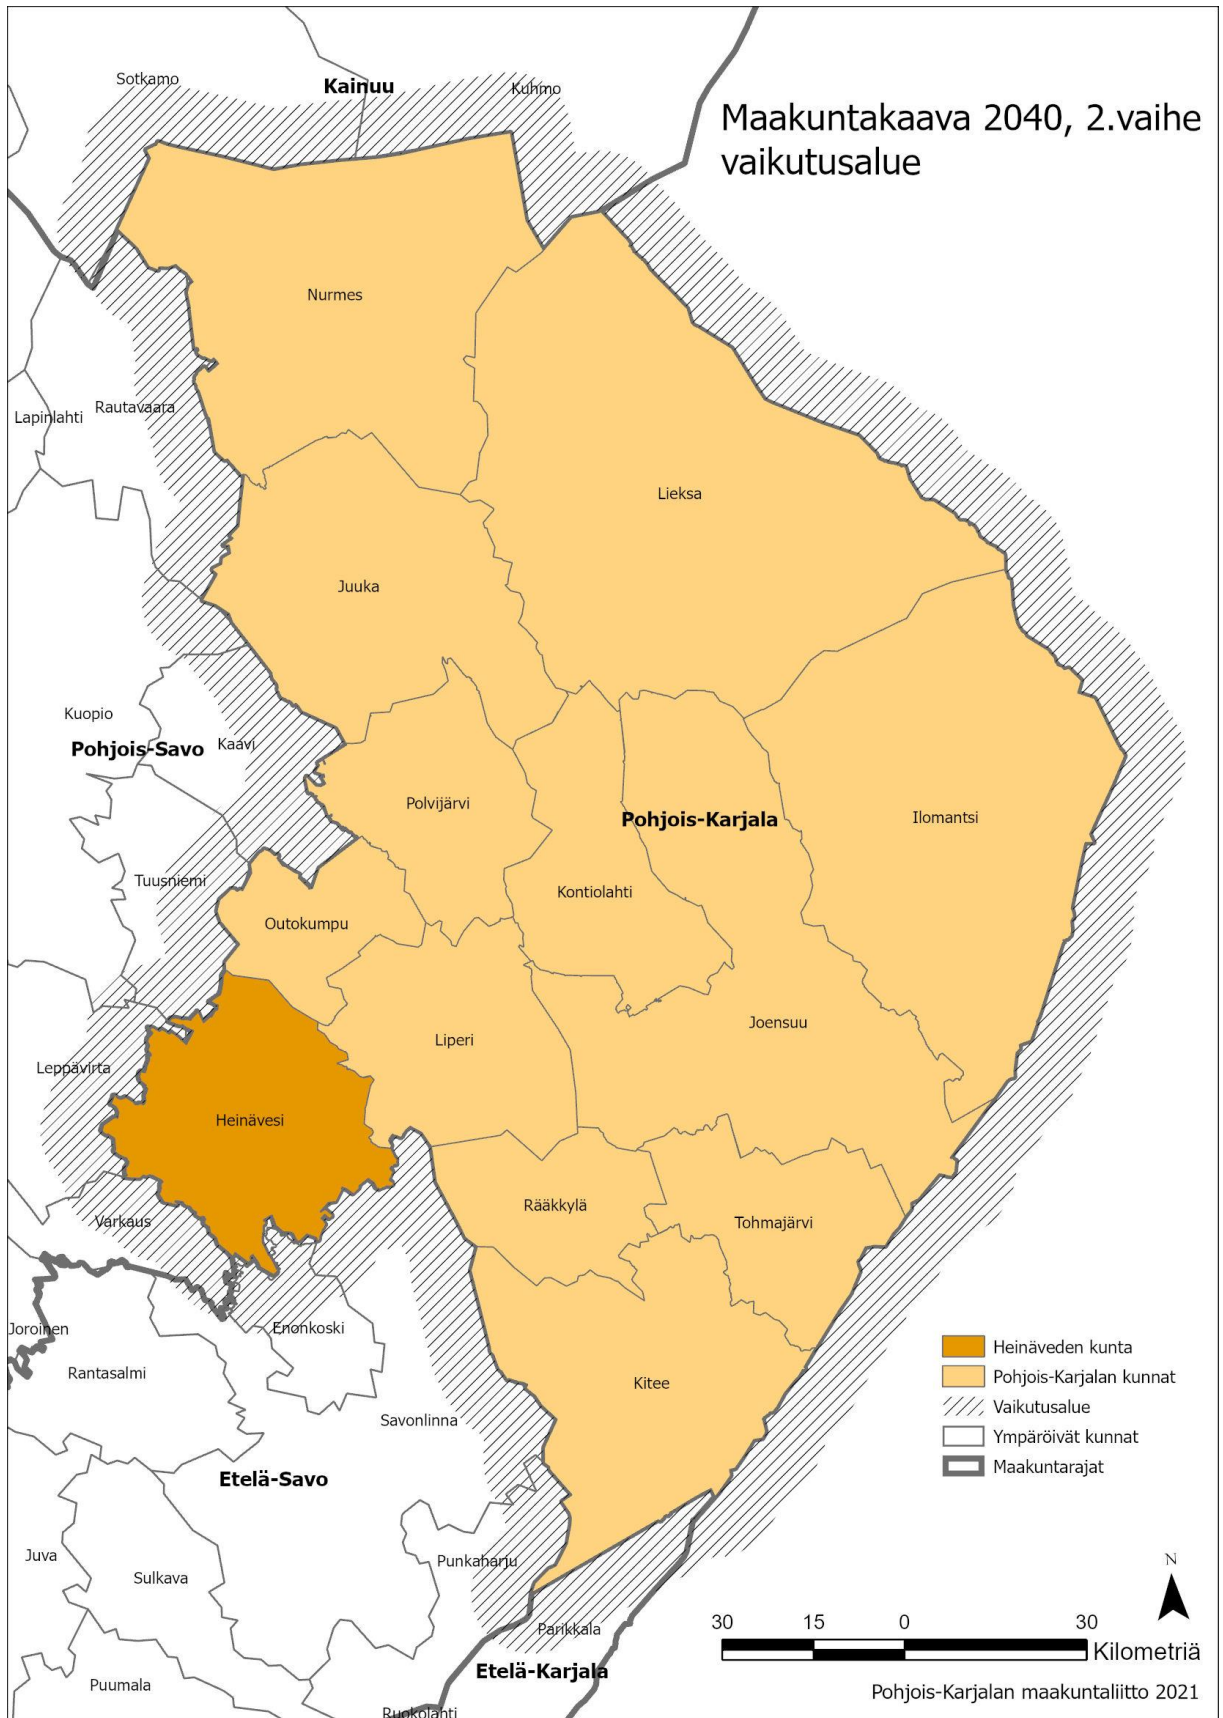 Sotkamo
Kainuu
Kuhmo
Maakuntakaava 2040, 2.vaihe
vaikutusalue
Nurmes
Lapinlahti
Rautavaara
Lieksa
Juuka
Kuopio
Pohjois-Savo
Kaavi
Polvijärvi
Pohjois-Karjala
Ilomantsi
Tuusniemi
Kontiolahti
Outokumpu
Joensuu
Liperi
Leppävirta
Heinävesi
Rääkkylä
Varkaus
Tohmajärvi
Joroinen
Enonkoski
Rantasalmi
Kitee
Savonlinna
Etelä-Savo
Juva
Sulkava
Punkaharju
Parikkala
Etelä-Karjala
Puumala
Ruokolahti
Heinäveden kunta
Pohjois-Karjalan kunnat
Vaikutusalue
Ympäröivät kunnat
Maakuntarajat
N
30 15 0 30
Kilometriä
Pohjois-Karjalan maakuntaliitto 2021